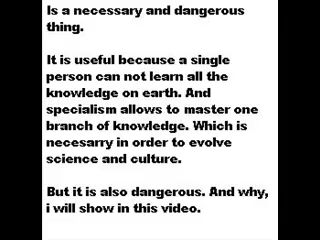 Is a necessary and dangerous
thing.
It is useful because a single
person can not learn all the
knowledge on earth. And
specialism allows to master one
branch of knowledge. Which is
necesarry in order to evolve
science and culture.
But it is also dangerous. And why,
i will show in this video.